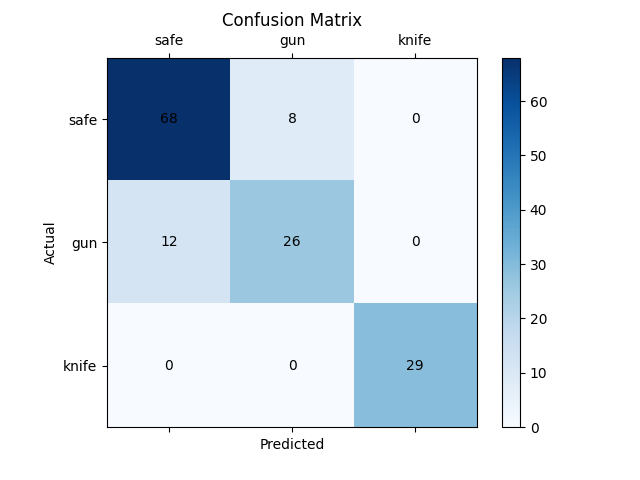 Confusion Matrix
safe gun knife
safe 68 8 0
gun 12 26 0
knife 0 0 29
Actual
Predicted
60
50
40
30
20
10
0